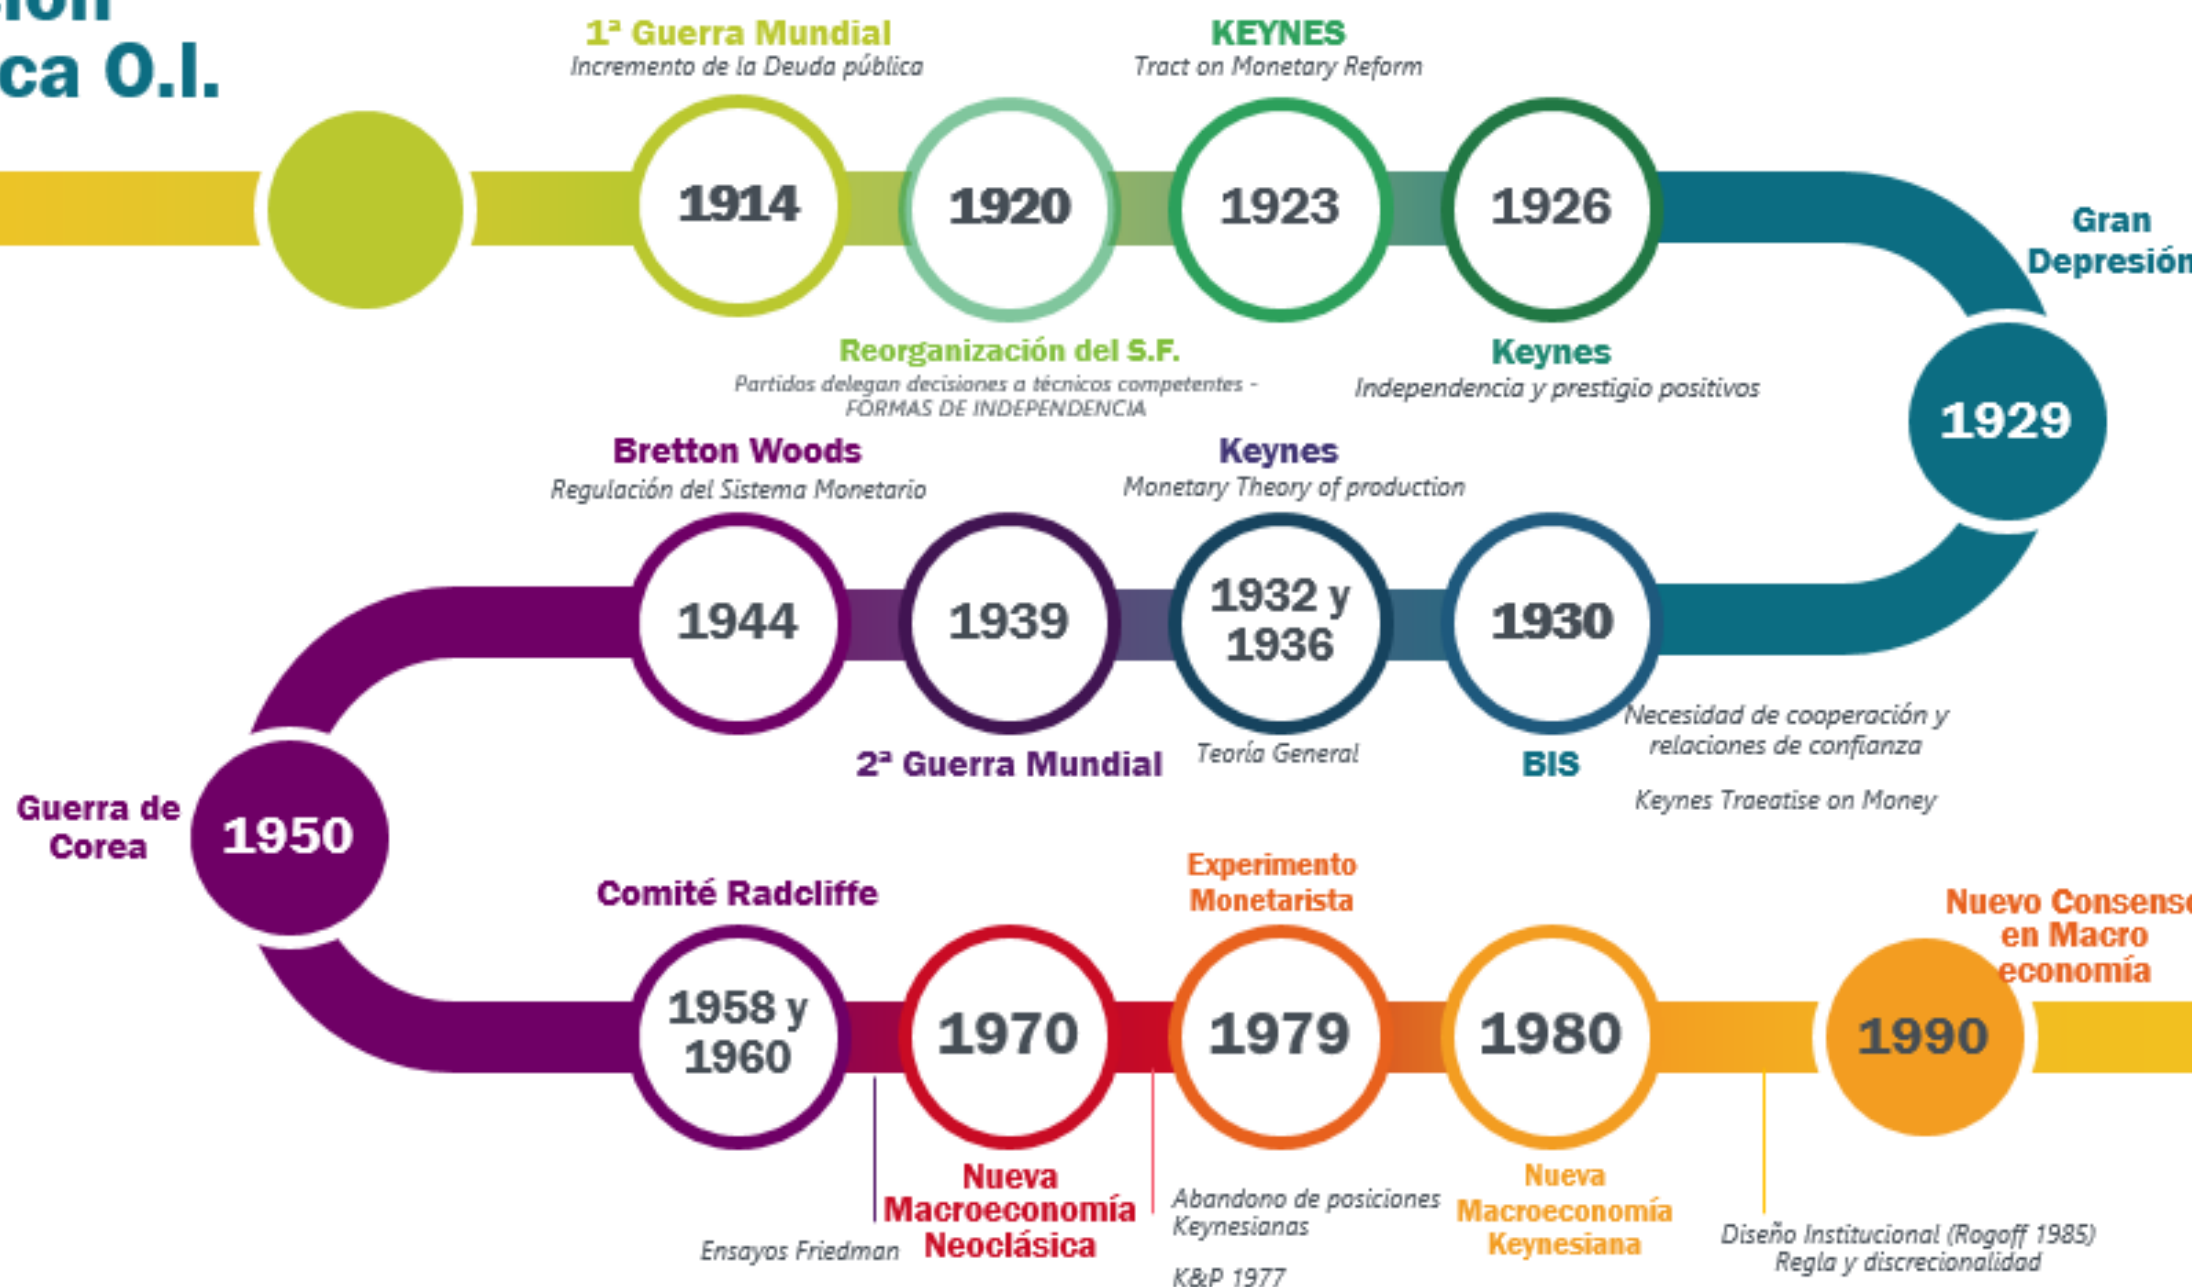 ca O.I.
1ª Guerra Mundial
Incremento de la Deuda pública
KEYNES
Tract on Monetary Reform
1914
1920
1923
1926
Gran
Depresión
Reorganización del S.F.
Partidos delegan decisiones a técnicos competentes -
FORMAS DE INDEPENDENCIA
Keynes
Independencia y prestigio positivos
1929
Bretton Woods
Regulación del Sistema Monetario
Keynes
Monetary Theory of production
1944
1939
1932 y
1936
1930
2ª Guerra Mundial
Teoría General
BIS
Necesidad de cooperación y
relaciones de confianza
Keynes Traeatise on Money
Guerra de
Corea
1950
Comité Radcliffe
Experimento
Monetarista
Nuevo Consenso
en Macro
economía
1958 y
1960
1970
1979
1980
1990
Ensayos Friedman
Nueva
Macroeconomía
Neoclásica
Abandono de posiciones
Keynesianas
K&P 1977
Nueva
Macroeconomía
Keynesiana
Diseño Institucional (Rogoff 1985)
Regla y discrecionalidad